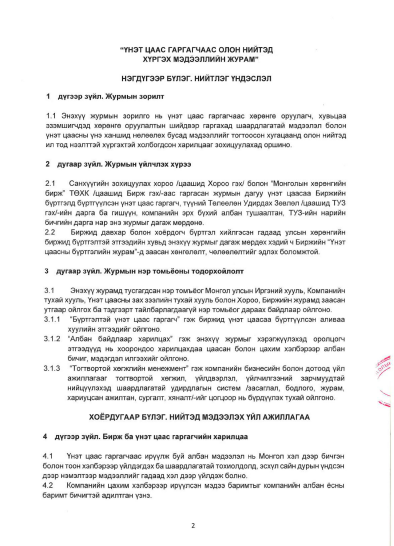 "ҮНЭТ ЦААС ГАРГАГЧААС ОЛОН НИЙТЭД
ХҮРГЭХ МЭДЭЭЛЛИЙН ЖУРАМ"
НЭГДҮГЭЭР БҮЛЭГ. НИЙТЛЭГ ҮНДЭСЛЭЛ
1 дүгээр зүйл. Журмын зорилт
1.1 Энэхүү журмын зорилго нь үнэт цаас гаргагчаас хөрөнгө оруулагч, хувьцаа
эзэмшигчдэд хөрөнгө оруулалтын шийдвэр гаргахад шаардлагатай мэдээлэл болон
үнэт цаасны үнэ ханшид нөлөөлөх бусад мэдээллийг тогтоосон хугацаанд олон нийтэд
ил тод нээлттэй хүргэхтэй холбогдсон харилцааг зохицуулахад оршино.
2 дугаар зүйл. Журмын үйлчлэх хүрээ
2.1 Санхүүгийн зохицуулах хороо /цаашид Хороо гэх/ болон "Монголын хөрөнгийн
бирж" ТӨХК /цаашид Бирж гэх/-аас гаргасан журмын дагуу үнэт цаасаа Биржийн
бүртгэлд бүртгүүлсэн үнэт цаас гаргагч, түүний Төлөөлөн Удирдах Зөвлөл /цаашид ТУЗ
гэх/-ийн дарга ба гишүүн, компанийн эрх бүхий албан тушаалтан, ТУЗ-ийн нарийн
бичгийн дарга нар энэ журмыг дагаж мөрдөнө.
2.2 Биржид давхар болон хоёрдогч бүртгэл хийлгэсэн гадаад улсын хөрөнгийн
биржид бүртгэлтэй этгээдийн хувьд энэхүү журмыг дагаж мөрдөх хэдий ч Биржийн "Үнэт
цаасны бүртгэлийн журам"-д заасан хөнгөлөлт, чөлөөлөлтийг эдлэх боломжтой.
3 дугаар зүйл. Журмын нэр томьёоны тодорхойлолт
3.1 Энэхүү журамд тусгагдсан нэр томьёог Монгол улсын Иргэний хууль, Компанийн
тухай хууль, Үнэт цаасны зах зээлийн тухай хууль болон Хороо, Биржийн журамд заасан
утгаар ойлгох ба тэдгээрт тайлбарлагдаагүй нэр томьёог дараах байдлаар ойлгоно.
3.1.1 "Бүртгэлтэй үнэт цаас гаргагч" гэж биржид үнэт цаасаа бүртгүүлсэн аливаа
хуулийн этгээдийг ойлгоно.
3.1.2 "Албан байдлаар харилцах" гэж энэхүү журмыг хэрэгжүүлэхэд оролцогч
этгээдүүд нь хоорондоо харилцахдаа цаасан болон цахим хэлбэрээр албан
бичиг, мэдэгдэл илгээхийг ойлгоно.
3.1.3 "Тогтвортой хөгжлийн менежмент" гэж компанийн бизнесийн болон дотоод үйл
ажиллагааг тогтвортой хөгжил, үйлдвэрлэл, үйлчилгээний зарчмуудтай
нийцүүлэхэд шаардлагатай удирдлагын систем /засаглал, бодлого, журам,
хариуцсан ажилтан, сургалт, хяналт/-ийг цогцоор нь бүрдүүлэх тухай ойлгоно.
ХОЁРДУГААР БҮЛЭГ. НИЙТЭД МЭДЭЭЛЭХ ҮЙЛ АЖИЛЛАГАА
4 дүгээр зүйл. Бирж ба үнэт цаас гаргагчийн харилцаа
4.1 Үнэт цаас гаргагчаас ирүүлж буй албан мэдээлэл нь Монгол хэл дээр бичгэн
болон тоон хэлбэрээр үйлдэгдэх ба шаардлагатай тохиолдолд, эсхүл сайн дурын үндсэн
дээр нэмэлтээр мэдээллийг гадаад хэл дээр үйлдэж болно.
4.2 Компанийн цахим хэлбэрээр ирүүлсэн мэдээ баримтыг компанийн албан ёсны
баримт бичигтэй адилтган үзнэ.
2